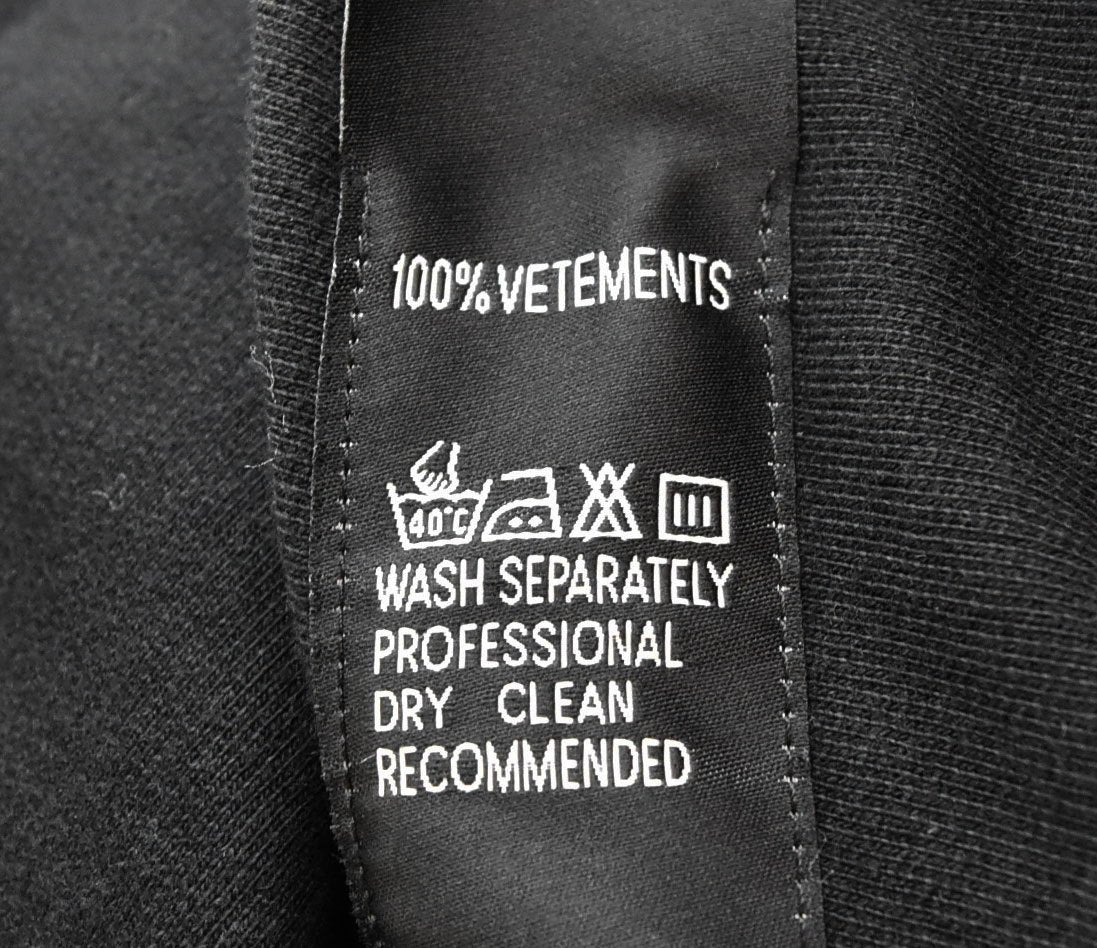 100% VETEMENTS
40°C
WASH SEPARATELY
PROFESSIONAL
DRY CLEAN
RECOMMENDED